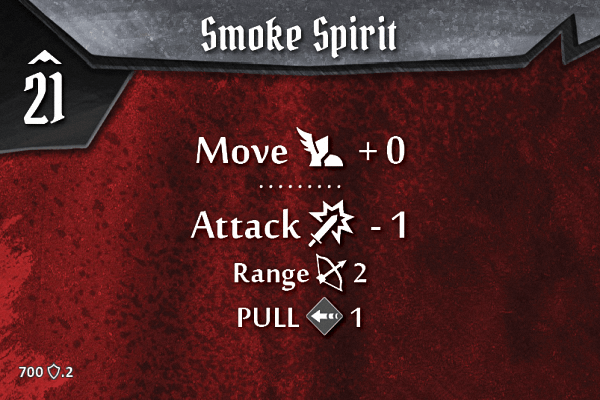 Smoke Spirit
21
Move + 0
Attack - 1
Range 2
PULL 1
700 .2